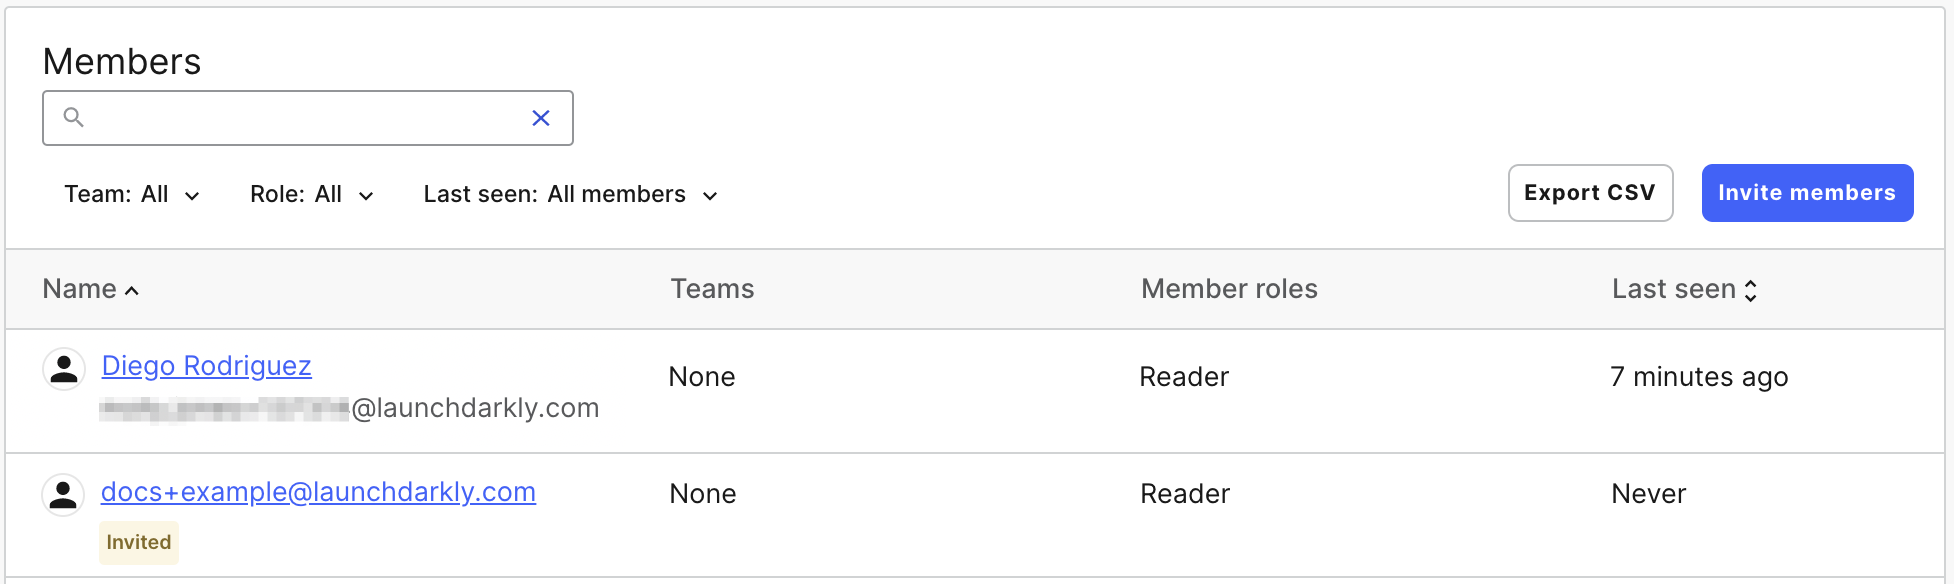 Members
Team: All Role: All Last seen: All members Export CSV Invite members
Name Teams Member roles Last seen
Diego Rodriguez None Reader 7 minutes ago
@launchdarkly.com
docs+example@launchdarkly.com None Reader Never
Invited